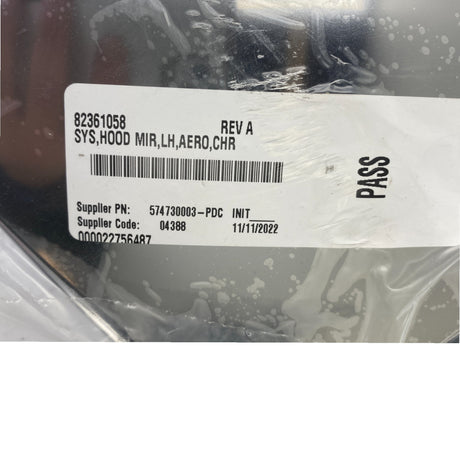 82361058 REV A
SYS,HOOD MIR,LH,AERO,CHR
PASS
Supplier PN: 574730003-PDC INIT____
Supplier Code: 04388 11/11/2022
000022756487